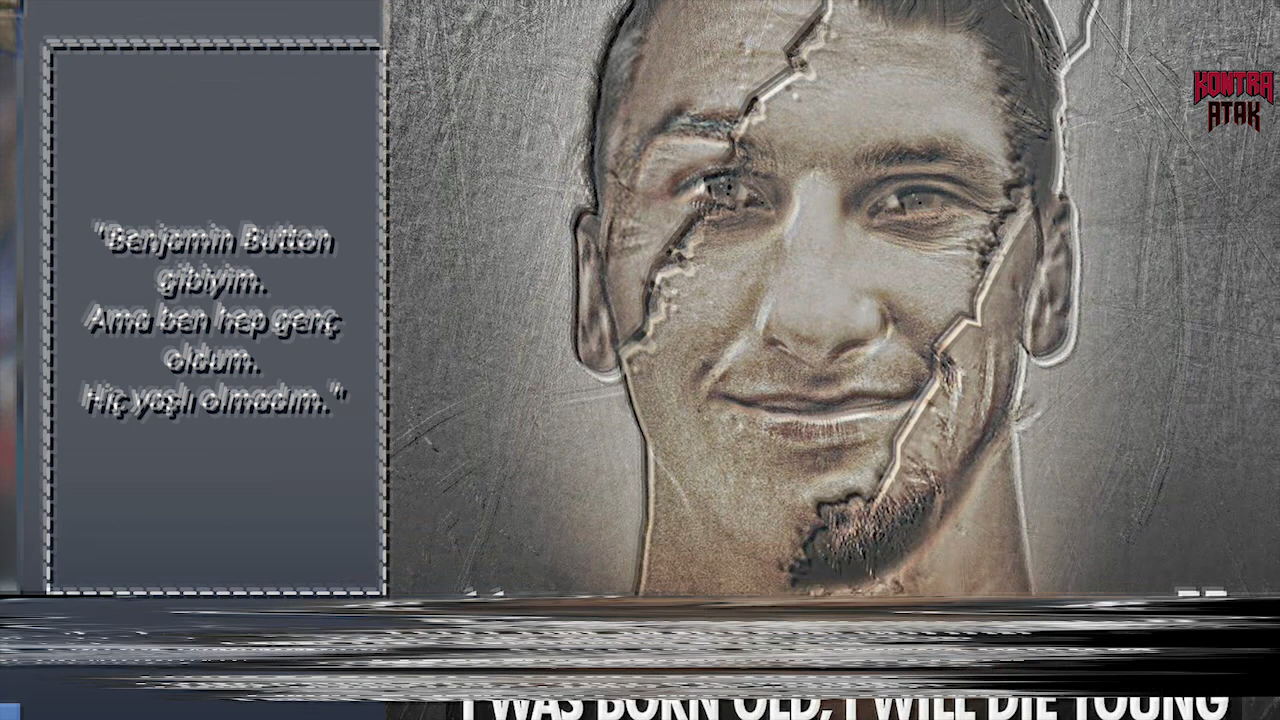 "Benjamin Button
gibiyim.
Ama ben hep genç
oldum.
Hiç yaşlı olmadım."
KONTRA
ATAK
I WAS BORN OLD, I WILL DIE YOUNG